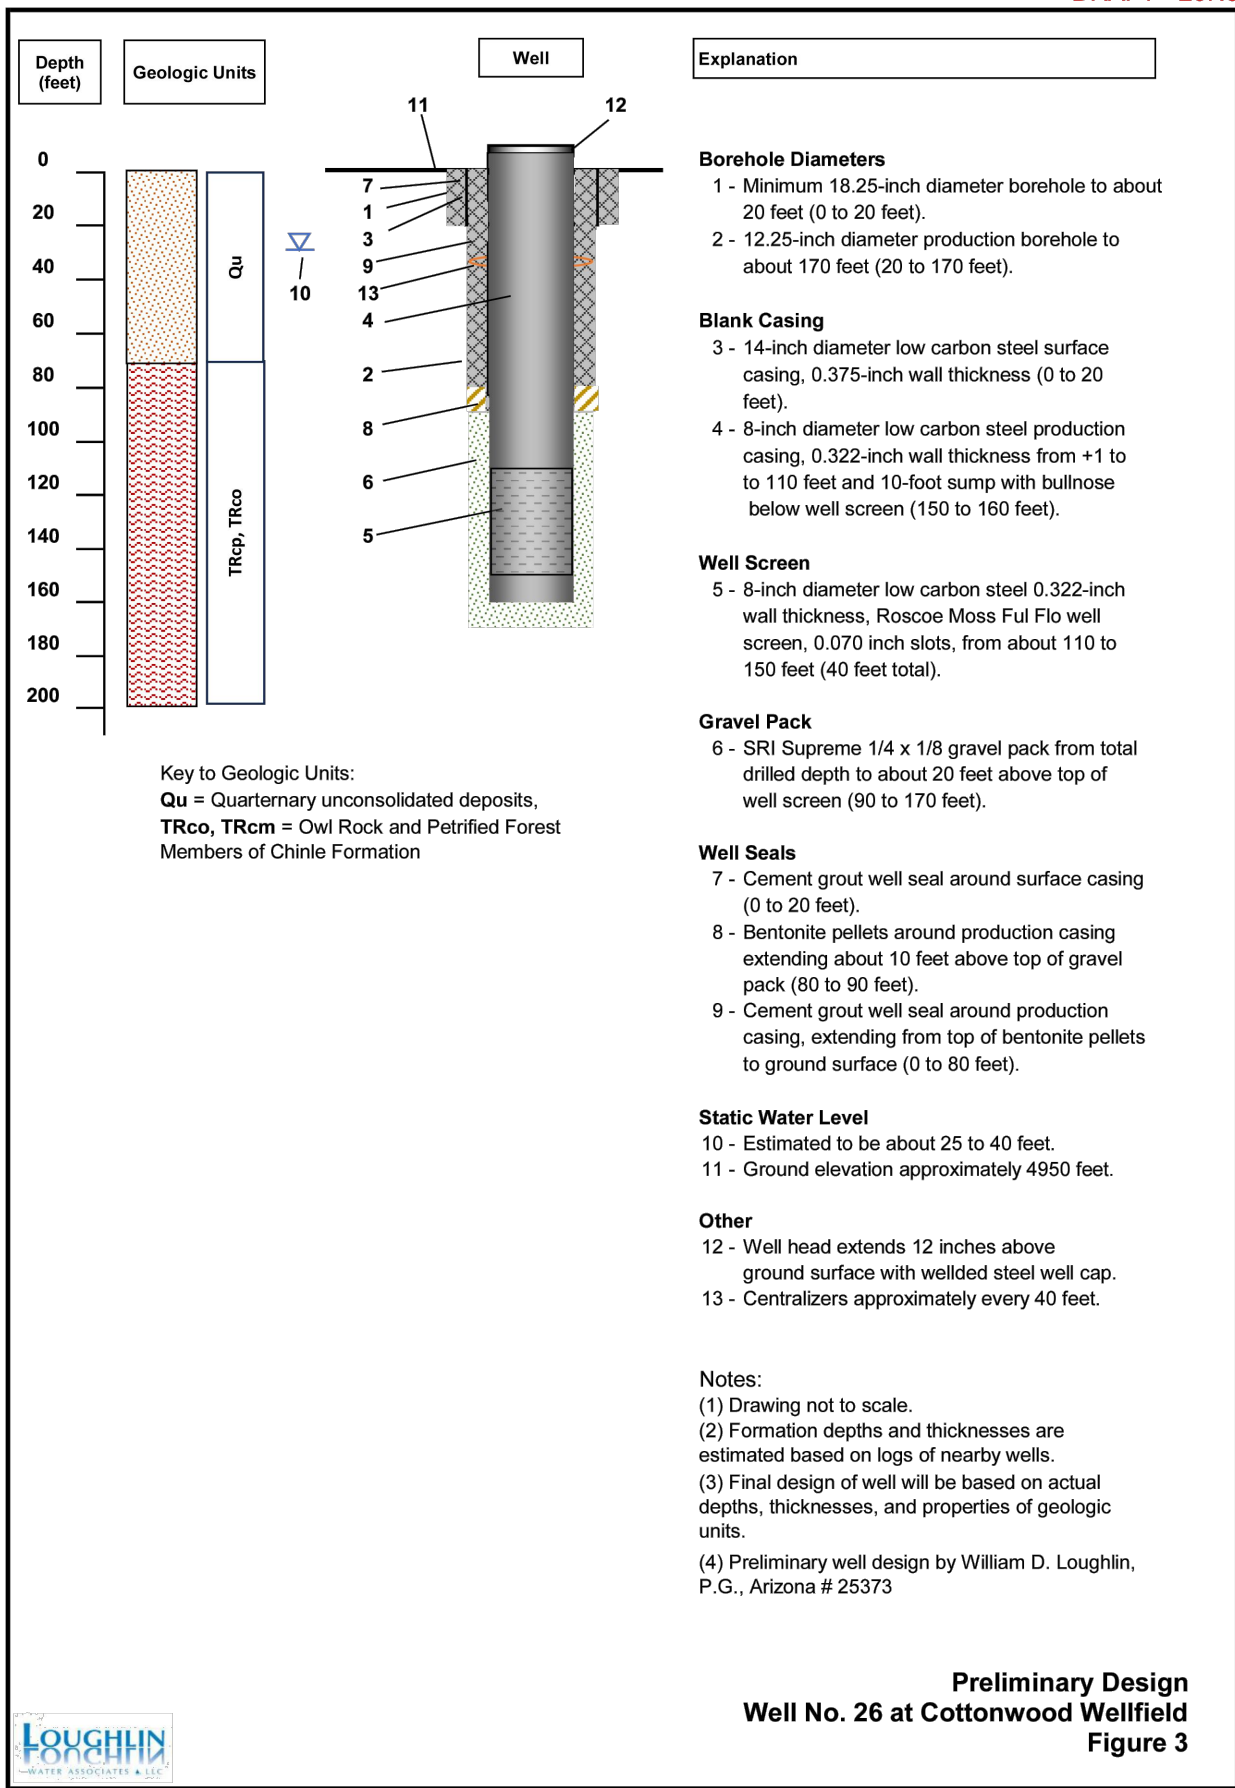 Depth
(feet)
Geologic Units
Well
Explanation
11
12
0
20
40
60
80
100
120
140
160
180
200
Qu
TRcp, TRco
10
7
1
3
9
13
4
2
8
6
5
Key to Geologic Units:
Qu = Quarternary unconsolidated deposits,
TRco, TRcm = Owl Rock and Petrified Forest
Members of Chinle Formation
Borehole Diameters
1 - Minimum 18.25-inch diameter borehole to about
20 feet (0 to 20 feet).
2 - 12.25-inch diameter production borehole to
about 170 feet (20 to 170 feet).
Blank Casing
3 - 14-inch diameter low carbon steel surface
casing, 0.375-inch wall thickness (0 to 20
feet).
4 - 8-inch diameter low carbon steel production
casing, 0.322-inch wall thickness from +1 to
to 110 feet and 10-foot sump with bullnose
below well screen (150 to 160 feet).
Well Screen
5 - 8-inch diameter low carbon steel 0.322-inch
wall thickness, Roscoe Moss Ful Flo well
screen, 0.070 inch slots, from about 110 to
150 feet (40 feet total).
Gravel Pack
6 - SRI Supreme 1/4 x 1/8 gravel pack from total
drilled depth to about 20 feet above top of
well screen (90 to 170 feet).
Well Seals
7 - Cement grout well seal around surface casing
(0 to 20 feet).
8 - Bentonite pellets around production casing
extending about 10 feet above top of gravel
pack (80 to 90 feet).
9 - Cement grout well seal around production
casing, extending from top of bentonite pellets
to ground surface (0 to 80 feet).
Static Water Level
10 - Estimated to be about 25 to 40 feet.
11 - Ground elevation approximately 4950 feet.
Other
12 - Well head extends 12 inches above
ground surface with wellded steel well cap.
13 - Centralizers approximately every 40 feet.
Notes:
(1) Drawing not to scale.
(2) Formation depths and thicknesses are
estimated based on logs of nearby wells.
(3) Final design of well will be based on actual
depths, thicknesses, and properties of geologic
units.
(4) Preliminary well design by William D. Loughlin,
P.G., Arizona # 25373
Preliminary Design
Well No. 26 at Cottonwood Wellfield
Figure 3
LOUGHLIN
WATER ASSOCIATES LLC